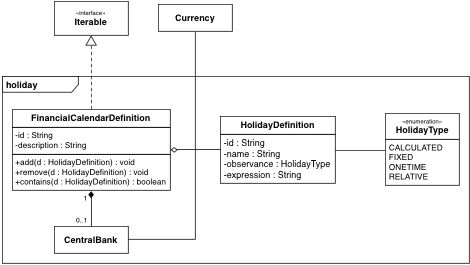 «interface»
Iterable
Currency
holiday
FinancialCalendarDefinition
-id : String
-description : String
+add(d : HolidayDefinition) : void
+remove(d : HolidayDefinition) : void
+contains(d : HolidayDefinition) : boolean
HolidayDefinition
-id : String
-name : String
-observance : HolidayType
-expression : String
«enumeration»
HolidayType
CALCULATED
FIXED
ONETIME
RELATIVE
1
0..1
CentralBank